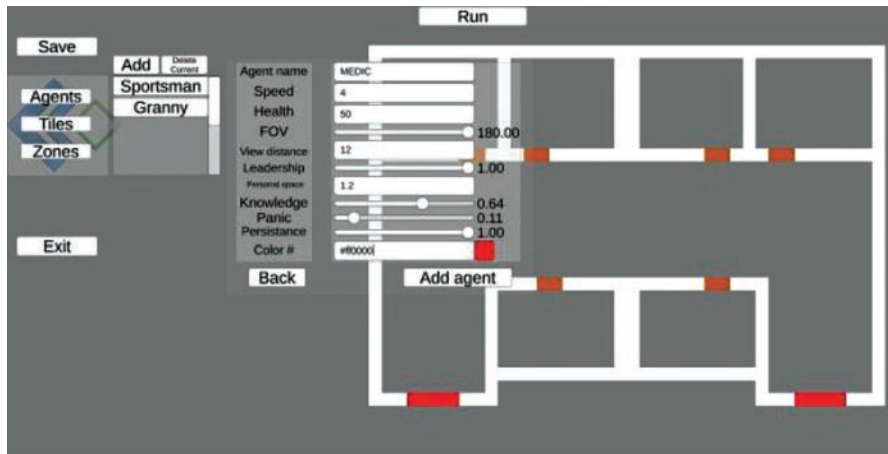 Run
Save
Add
Delete Current
Sportsman
Granny
Agents
Tiles
Zones
Exit
Agent name MEDIC
Speed 4
Health 50
FOV 180.00
View distance 12
Leadership 1.00
Personal space 1.2
Knowledge 0.64
Panic 0.11
Persistance 1.00
Color # #ff0000
Back
Add agent